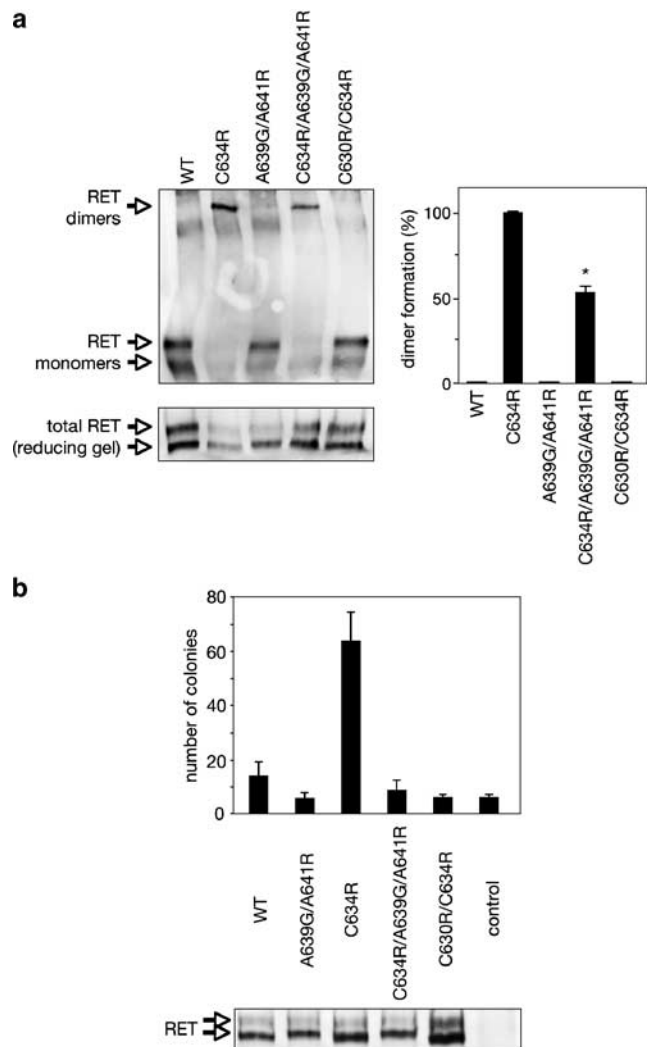 a
WT
C634R
A639G/A641R
C634R/A639G/A641R
C630R/C634R
RET
dimers
RET
monomers
total RET
(reducing gel)
dimer formation (%)
100
50
0
*
WT
C634R
A639G/A641R
C634R/A639G/A641R
C630R/C634R
b
number of colonies
80
60
40
20
0
WT
A639G/A641R
C634R
C634R/A639G/A641R
C630R/C634R
control
RET